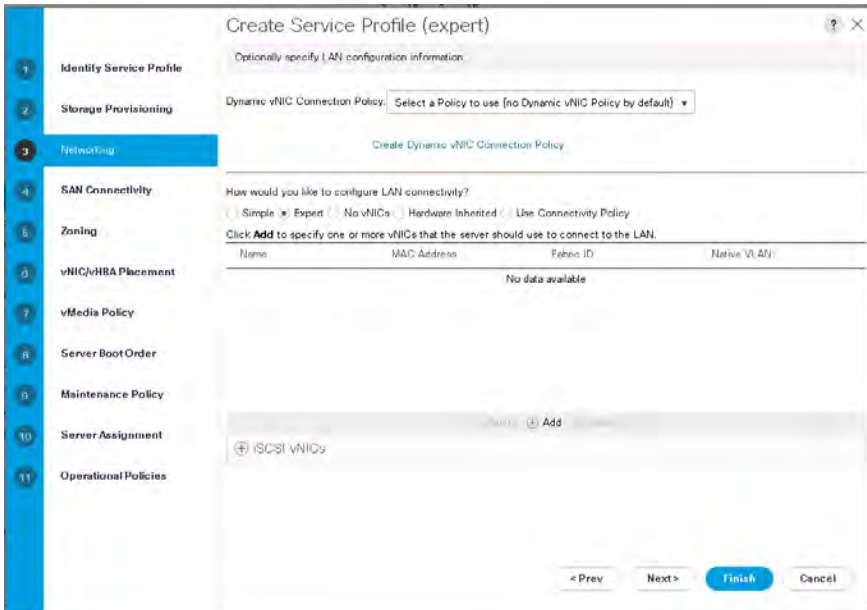 Create Service Profile (expert)
? ×
Optionally specify LAN configuration information
1 Identify Service Profile
2 Storage Provisioning
3 Networking
4 SAN Connectivity
5 Zoning
6 vNIC/vHBA Placement
7 vMedia Policy
8 Server Boot Order
9 Maintenance Policy
10 Server Assignment
11 Operational Policies
Dynamic vNIC Connection Policy: Select a Policy to use (no Dynamic vNIC Policy by default)
Create Dynamic vNIC Connection Policy
How would you like to configure LAN connectivity?
Simple Expert No vNICs Hardware Inherited Use Connectivity Policy
Click Add to specify one or more vNICs that the server should use to connect to the LAN.
Name MAC Address Fabric ID Native VLAN
No data available
Add
iSCSI vNICs
< Prev Next > Finish Cancel